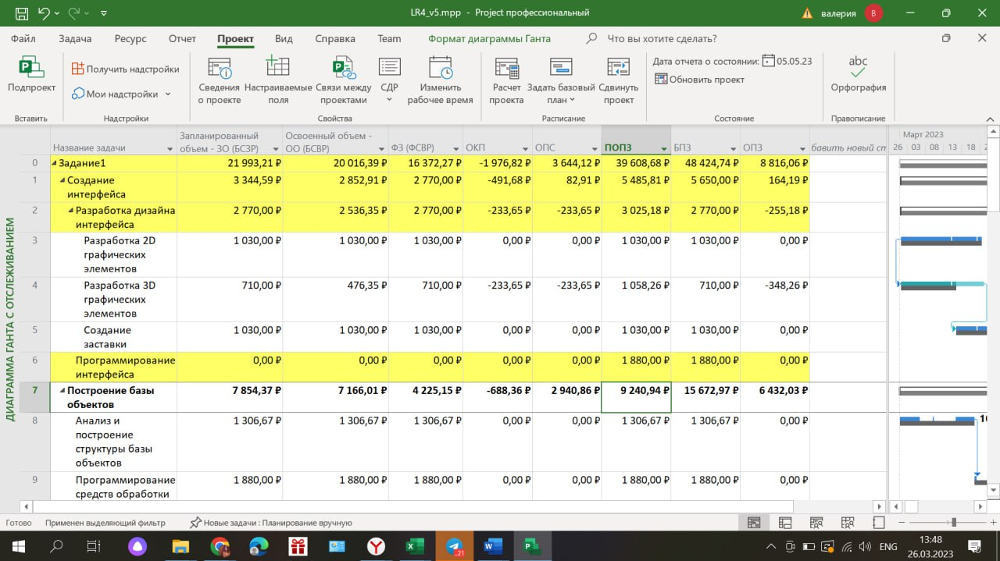 LR4_v5.mpp - Project профессиональный
валерия
В
Файл Задача Ресурс Отчет Проект Вид Справка Team Формат диаграммы Ганта Что вы хотите сделать?
Подпроект
Получить надстройки
Мои надстройки
Сведения о проекте
Настраиваемые поля
Связи между проектами
СДР
Изменить рабочее время
Расчет проекта
Задать базовый план
Сдвинуть проект
Дата отчета о состоянии: 05.05.23
Обновить проект
abc
Орфография
Вставить Надстройки Свойства Расписание Состояние Правописание
ДИАГРАММА ГАНТА С ОТСЛЕЖИВАНИЕМ
Название задачи
Запланированный объем - ЗО (БСЗР)
Освоенный объем - ОО (БСВР)
ФЗ (ФСВР) ОКП ОПС ПОПЗ БПЗ ОПЗ бавить новый ст
Март 2023
26 03 08 13 18 2
0 Задание1 21 993,21 ₽ 20 016,39 ₽ 16 372,27 ₽ -1 976,82 ₽ 3 644,12 ₽ 39 608,68 ₽ 48 424,74 ₽ 8 816,06 ₽
1 Создание 3 344,59 ₽ 2 852,91 ₽ 2 770,00 ₽ -491,68 ₽ 82,91 ₽ 5 485,81 ₽ 5 650,00 ₽ 164,19 ₽
интерфейса
2 Разработка дизайна 2 770,00 ₽ 2 536,35 ₽ 2 770,00 ₽ -233,65 ₽ -233,65 ₽ 3 025,18 ₽ 2 770,00 ₽ -255,18 ₽
интерфейса
3 Разработка 2D 1 030,00 ₽ 1 030,00 ₽ 1 030,00 ₽ 0,00 ₽ 0,00 ₽ 1 030,00 ₽ 1 030,00 ₽ 0,00 ₽
графических
элементов
4 Разработка 3D 710,00 ₽ 476,35 ₽ 710,00 ₽ -233,65 ₽ -233,65 ₽ 1 058,26 ₽ 710,00 ₽ -348,26 ₽
графических
элементов
5 Создание 1 030,00 ₽ 1 030,00 ₽ 1 030,00 ₽ 0,00 ₽ 0,00 ₽ 1 030,00 ₽ 1 030,00 ₽ 0,00 ₽
заставки
6 Программирование 0,00 ₽ 0,00 ₽ 0,00 ₽ 0,00 ₽ 0,00 ₽ 1 880,00 ₽ 1 880,00 ₽ 0,00 ₽
интерфейса
7 Построение базы 7 854,37 ₽ 7 166,01 ₽ 4 225,15 ₽ -688,36 ₽ 2 940,86 ₽ 9 240,94 ₽ 15 672,97 ₽ 6 432,03 ₽
объектов
8 Анализ и 1 306,67 ₽ 1 306,67 ₽ 1 306,67 ₽ 0,00 ₽ 0,00 ₽ 1 306,67 ₽ 1 306,67 ₽ 0,00 ₽ 10
построение
структуры базы
объектов
9 Программирование 1 880,00 ₽ 1 880,00 ₽ 1 880,00 ₽ 0,00 ₽ 0,00 ₽ 1 880,00 ₽ 1 880,00 ₽ 0,00 ₽
средств обработки
Готово Применен выделяющий фильтр Новые задачи : Планирование вручную
21
ENG
13:48
26.03.2023